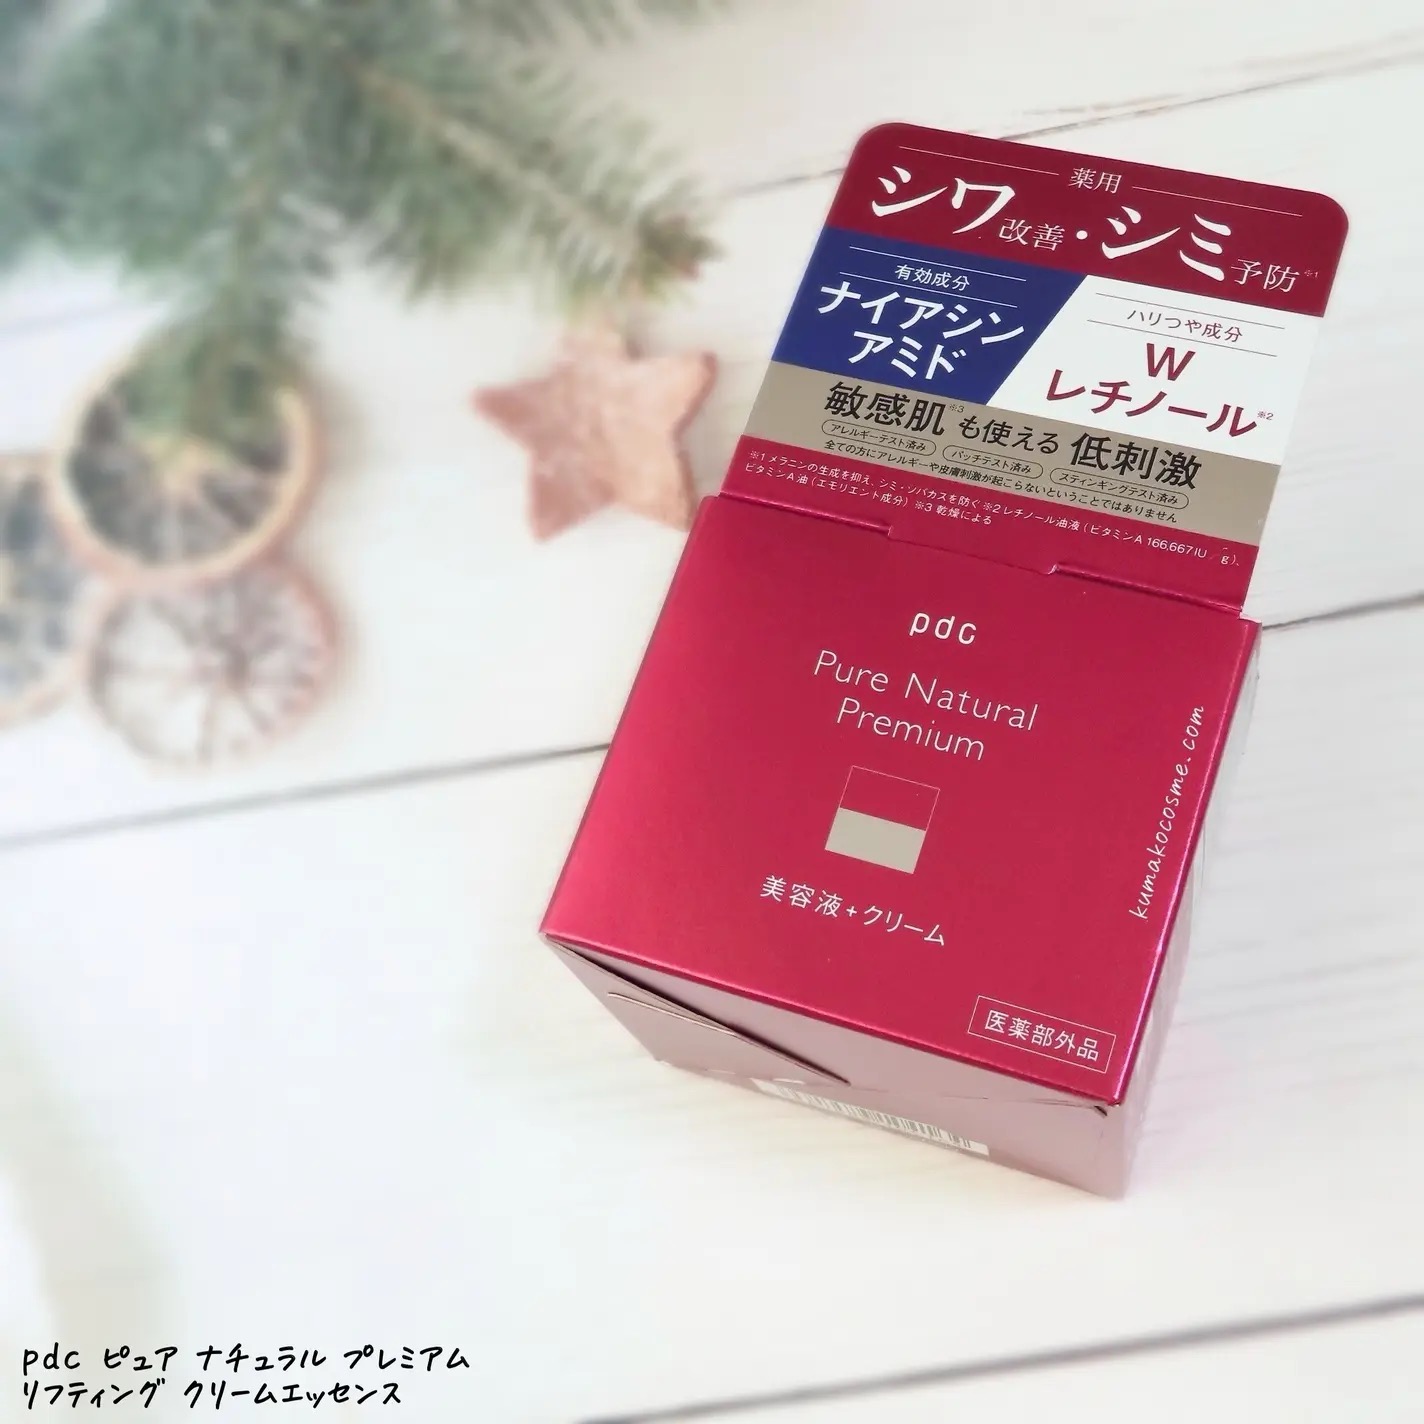 薬用
シワ改善・シミ予防※1
有効成分
ナイアシン
アミド
ハリつや成分
W
レチノール※2
敏感肌※3も使える 低刺激
アレルギーテスト済み パッチテスト済み スティンギングテスト済み
全ての方にアレルギーや皮膚刺激が起こらないということではありません
※1 メラニンの生成を抑え、シミ・ソバカスを防ぐ ※2 レチノール油液(ビタミンA 166,667IU/g)、
ビタミンA油(エモリエント成分) ※3 乾燥による
pdc
Pure Natural
Premium
美容液+クリーム
医薬部外品
kumakocosme.com
pdc ピュア ナチュラル プレミアム
リフティング クリームエッセンス